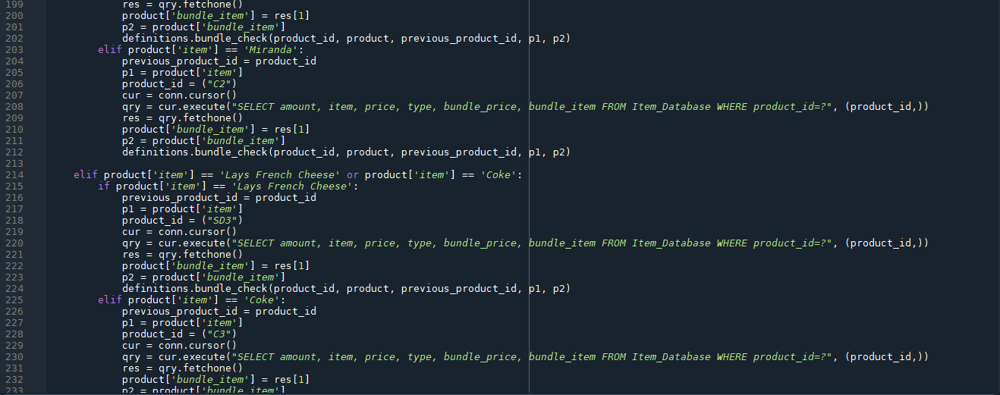 199 res = qry.fetchone()
200 product['bundle_item'] = res[1]
201 p2 = product['bundle_item']
202 definitions.bundle_check(product_id, product, previous_product_id, p1, p2)
203 elif product['item'] == 'Miranda':
204 previous_product_id = product_id
205 p1 = product['item']
206 product_id = ("C2")
207 cur = conn.cursor()
208 qry = cur.execute("SELECT amount, item, price, type, bundle_price, bundle_item FROM Item_Database WHERE product_id=?", (product_id,))
209 res = qry.fetchone()
210 product['bundle_item'] = res[1]
211 p2 = product['bundle_item']
212 definitions.bundle_check(product_id, product, previous_product_id, p1, p2)
213
214 elif product['item'] == 'Lays French Cheese' or product['item'] == 'Coke':
215 if product['item'] == 'Lays French Cheese':
216 previous_product_id = product_id
217 p1 = product['item']
218 product_id = ("SD3")
219 cur = conn.cursor()
220 qry = cur.execute("SELECT amount, item, price, type, bundle_price, bundle_item FROM Item_Database WHERE product_id=?", (product_id,))
221 res = qry.fetchone()
222 product['bundle_item'] = res[1]
223 p2 = product['bundle_item']
224 definitions.bundle_check(product_id, product, previous_product_id, p1, p2)
225 elif product['item'] == 'Coke':
226 previous_product_id = product_id
227 p1 = product['item']
228 product_id = ("C3")
229 cur = conn.cursor()
230 qry = cur.execute("SELECT amount, item, price, type, bundle_price, bundle_item FROM Item_Database WHERE product_id=?", (product_id,))
231 res = qry.fetchone()
232 product['bundle_item'] = res[1]
233 p2 = product['bundle_item']